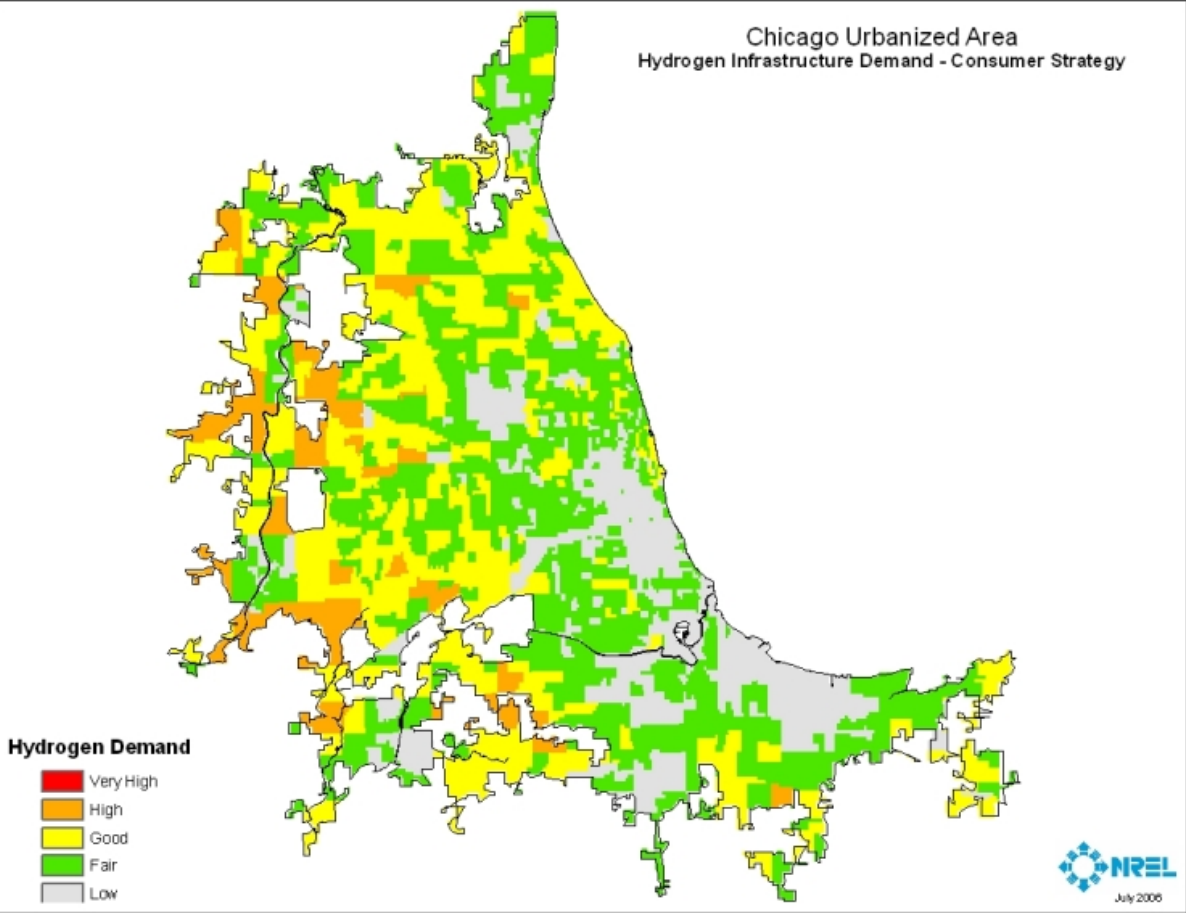 Chicago Urbanized Area
Hydrogen Infrastructure Demand - Consumer Strategy
Hydrogen Demand
Very High
High
Good
Fair
Low
NREL
July 2006